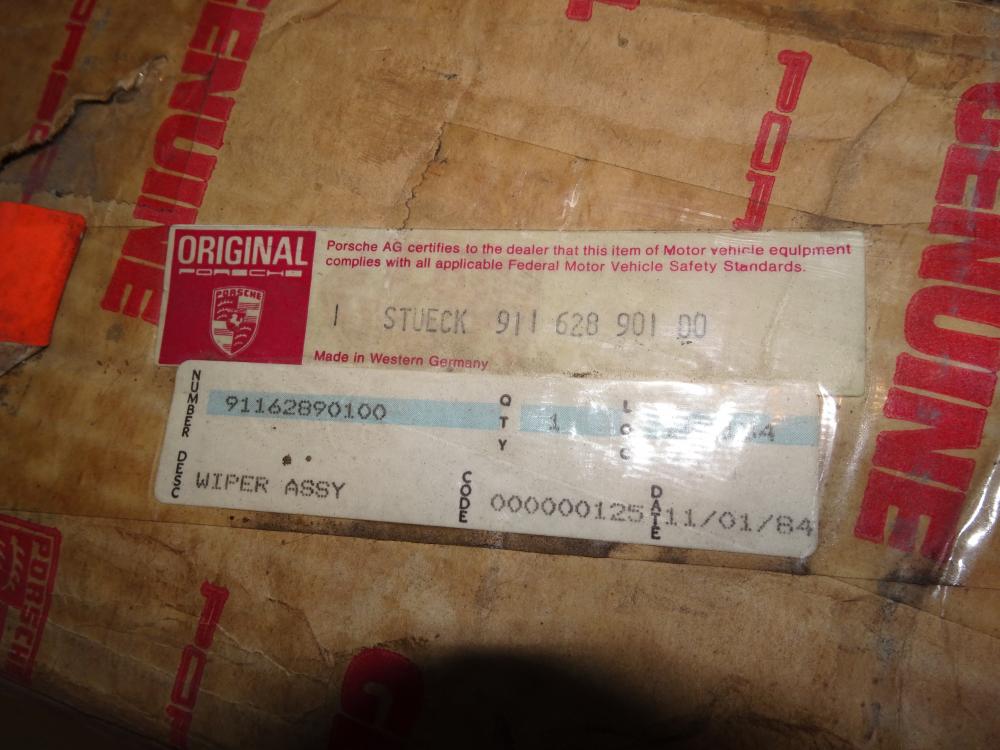 GENUINE
GENUINE
ORIGINAL
PORSCHE
PORSCHE
Porsche AG certifies to the dealer that this item of Motor vehicle equipment
complies with all applicable Federal Motor Vehicle Safety Standards.
1 STUECK 911 628 901 00
Made in Western Germany
NUMBER 91162890100 QTY 1 LOC
DESC WIPER ASSY CODE 000000125 DATE 11/01/84
PORSCHE